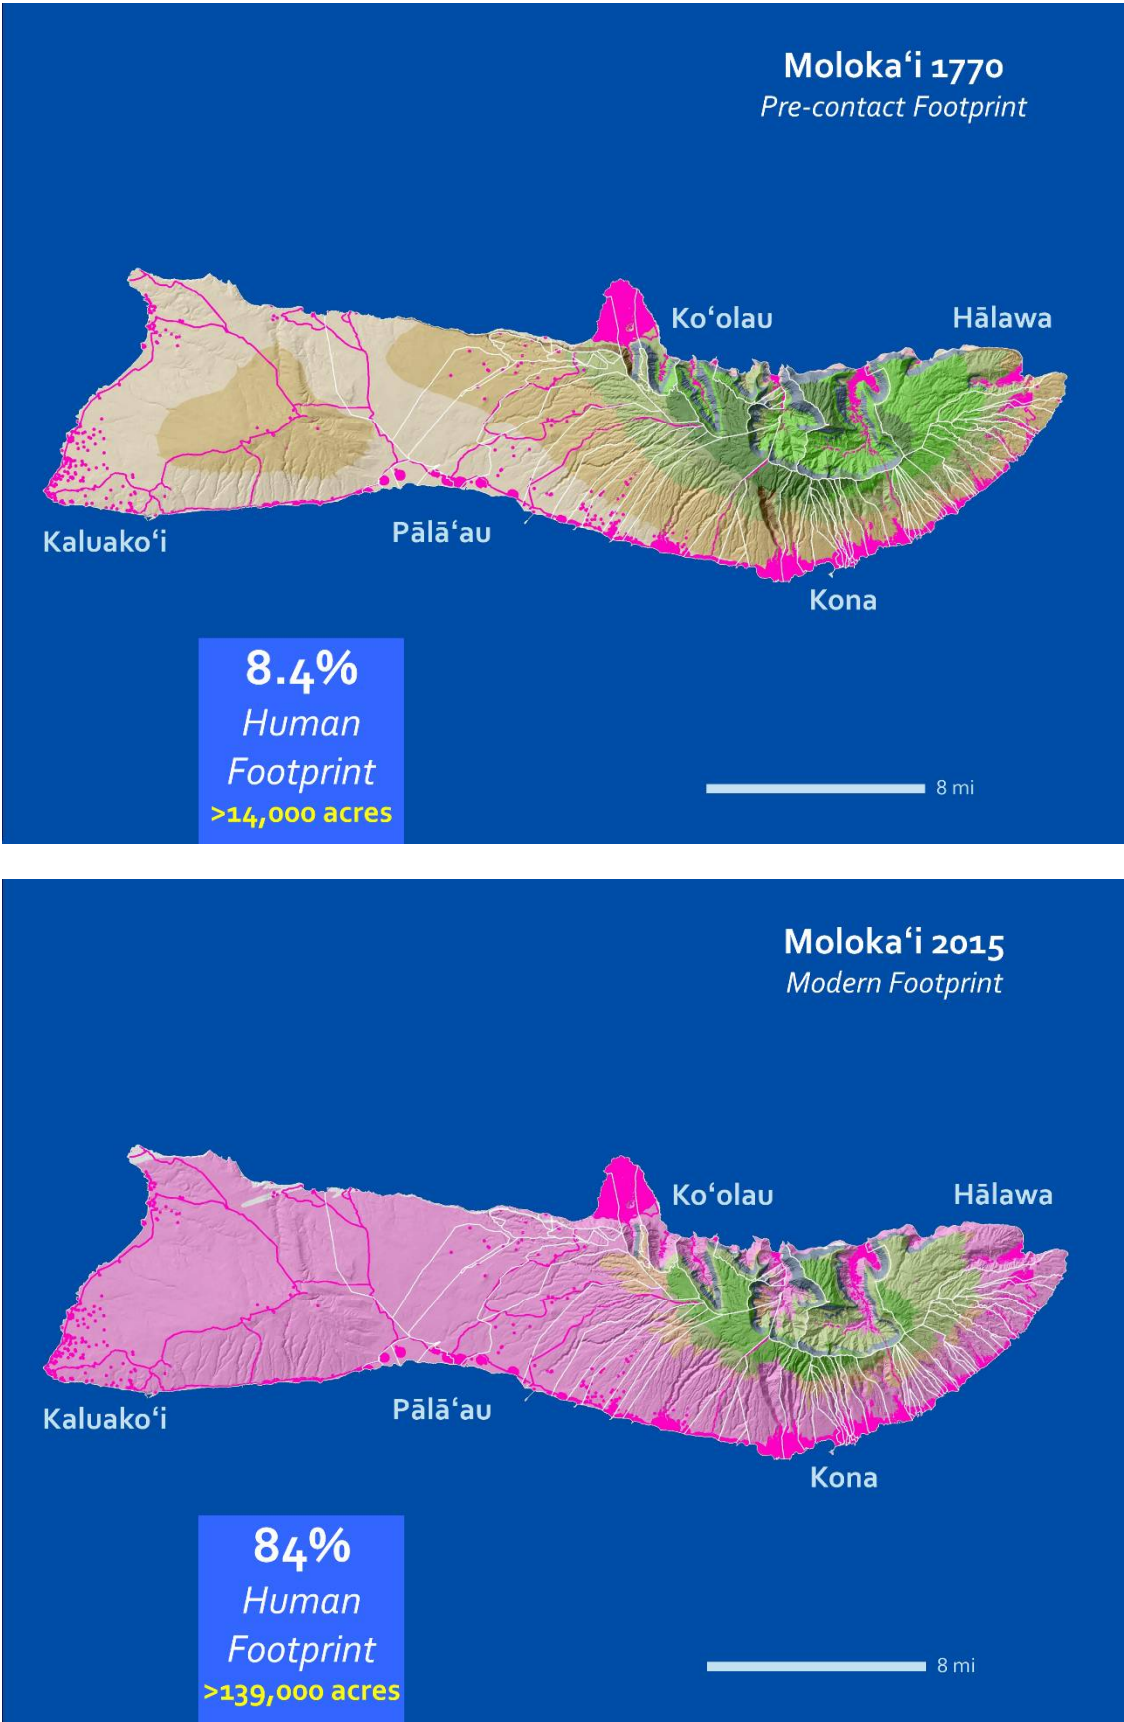 Molokaʻi 1770
Pre-contact Footprint
Koʻolau
Hālawa
Kaluakoʻi
Pālāʻau
Kona
8.4%
Human
Footprint
>14,000 acres
8 mi
Molokaʻi 2015
Modern Footprint
Koʻolau
Hālawa
Kaluakoʻi
Pālāʻau
Kona
84%
Human
Footprint
>139,000 acres
8 mi